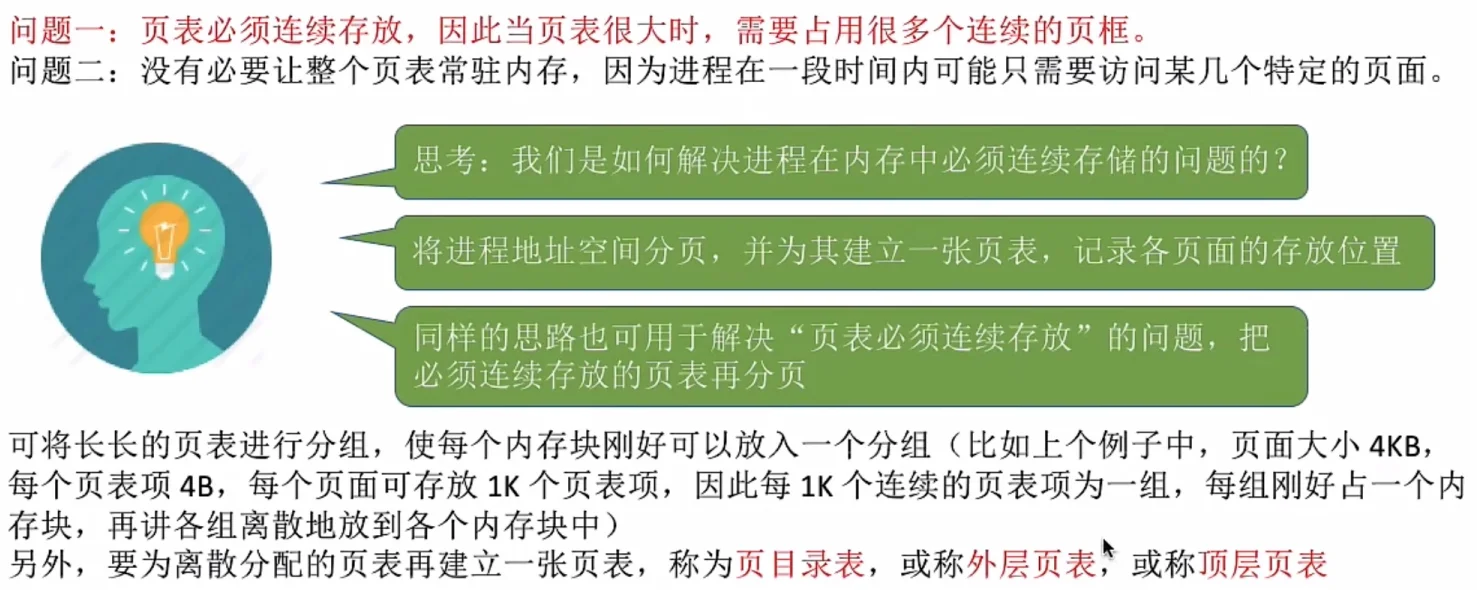 问题一：页表必须连续存放，因此当页表很大时，需要占用很多个连续的页框。
问题二：没有必要让整个页表常驻内存，因为进程在一段时间内可能只需要访问某几个特定的页面。
思考：我们是如何解决进程在内存中必须连续存储的问题的？
将进程地址空间分页，并为其建立一张页表，记录各页面的存放位置
同样的思路也可用于解决“页表必须连续存放”的问题，把
必须连续存放的页表再分页
可将长长的页表进行分组，使每个内存块刚好可以放入一个分组（比如上个例子中，页面大小 4KB，
每个页表项 4B，每个页面可存放 1K 个页表项，因此每 1K 个连续的页表项为一组，每组刚好占一个内
存块，再讲各组离散地放到各个内存块中）
另外，要为离散分配的页表再建立一张页表，称为页目录表，或称外层页表，或称顶层页表